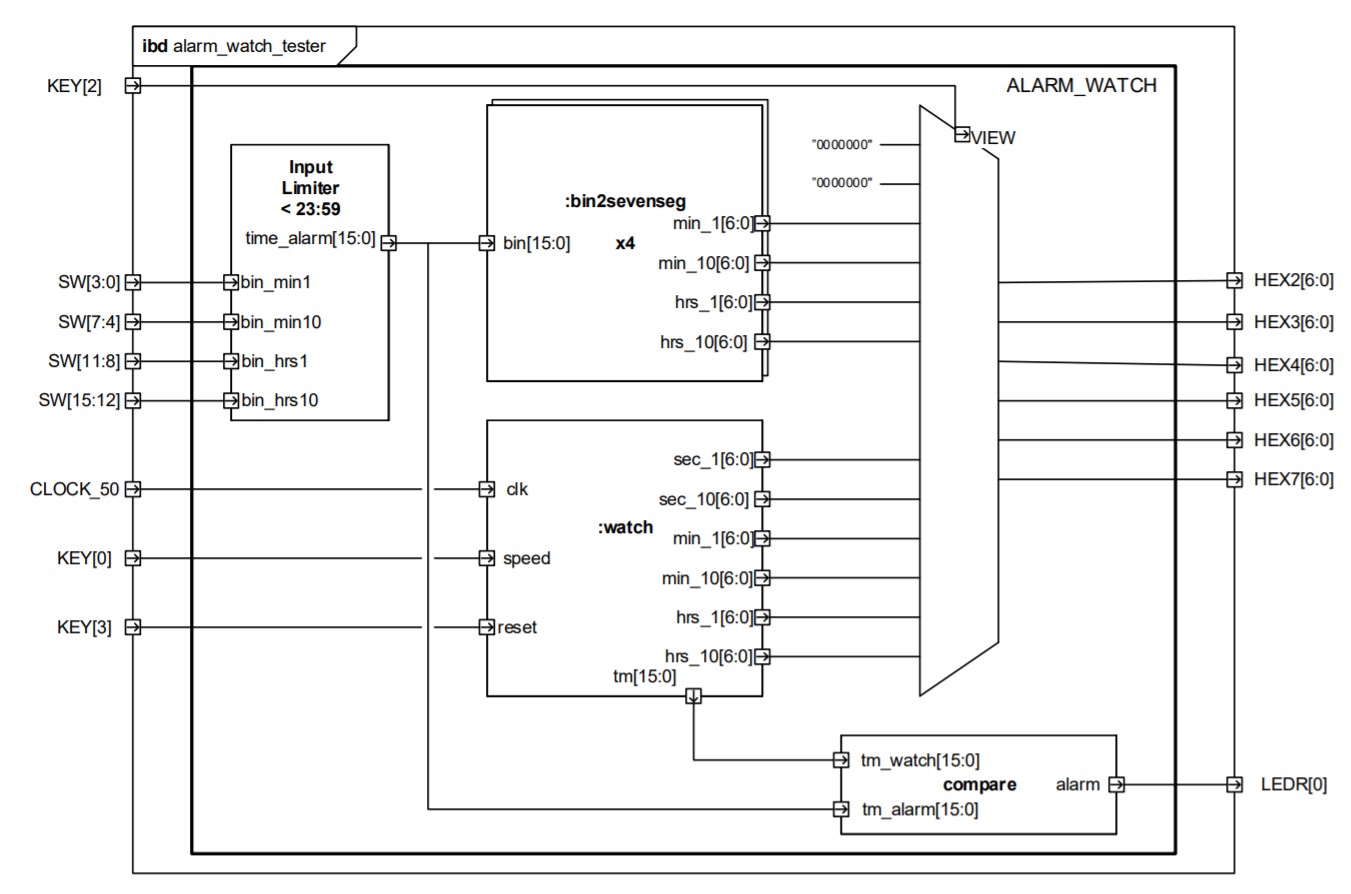 ibd alarm_watch_tester
KEY[2]
ALARM_WATCH
VIEW
"0000000"
"0000000"
Input
Limiter
< 23:59
time_alarm[15:0]
SW[3:0]
bin_min1
SW[7:4]
bin_min10
SW[11:8]
bin_hrs1
SW[15:12]
bin_hrs10
:bin2sevenseg
x4
bin[15:0]
min_1[6:0]
min_10[6:0]
hrs_1[6:0]
hrs_10[6:0]
HEX2[6:0]
HEX3[6:0]
HEX4[6:0]
HEX5[6:0]
HEX6[6:0]
HEX7[6:0]
CLOCK_50
clk
KEY[0]
speed
KEY[3]
reset
:watch
sec_1[6:0]
sec_10[6:0]
min_1[6:0]
min_10[6:0]
hrs_1[6:0]
hrs_10[6:0]
tm[15:0]
tm_watch[15:0]
compare
alarm
tm_alarm[15:0]
LEDR[0]